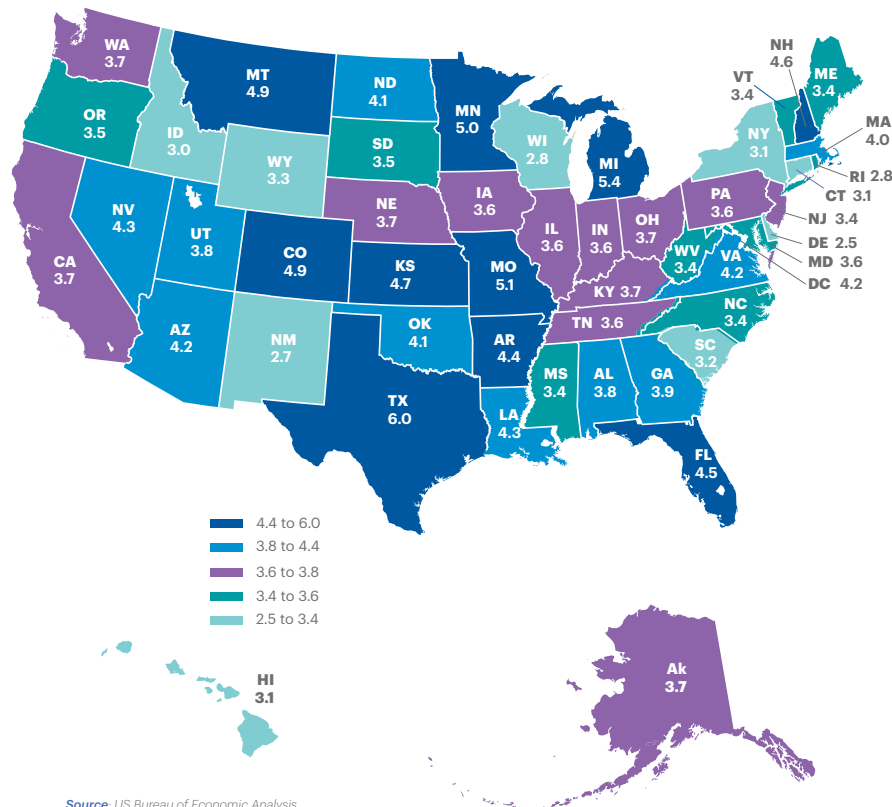 WA
3.7
OR
3.5
CA
3.7
ID
3.0
NV
4.3
MT
4.9
WY
3.3
UT
3.8
AZ
4.2
CO
4.9
NM
2.7
ND
4.1
SD
3.5
NE
3.7
KS
4.7
OK
4.1
TX
6.0
MN
5.0
IA
3.6
MO
5.1
AR
4.4
LA
4.3
WI
2.8
IL
3.6
MI
5.4
IN
3.6
OH
3.7
KY 3.7
TN 3.6
MS
3.4
AL
3.8
GA
3.9
FL
4.5
SC
3.2
NC
3.4
VA
4.2
WV
3.4
PA
3.6
NY
3.1
VT
3.4
NH
4.6
ME
3.4
MA
4.0
RI 2.8
CT 3.1
NJ 3.4
DE 2.5
MD 3.6
DC 4.2
4.4 to 6.0
3.8 to 4.4
3.6 to 3.8
3.4 to 3.6
2.5 to 3.4
HI
3.1
Ak
3.7
Source: US Bureau of Economic Analysis